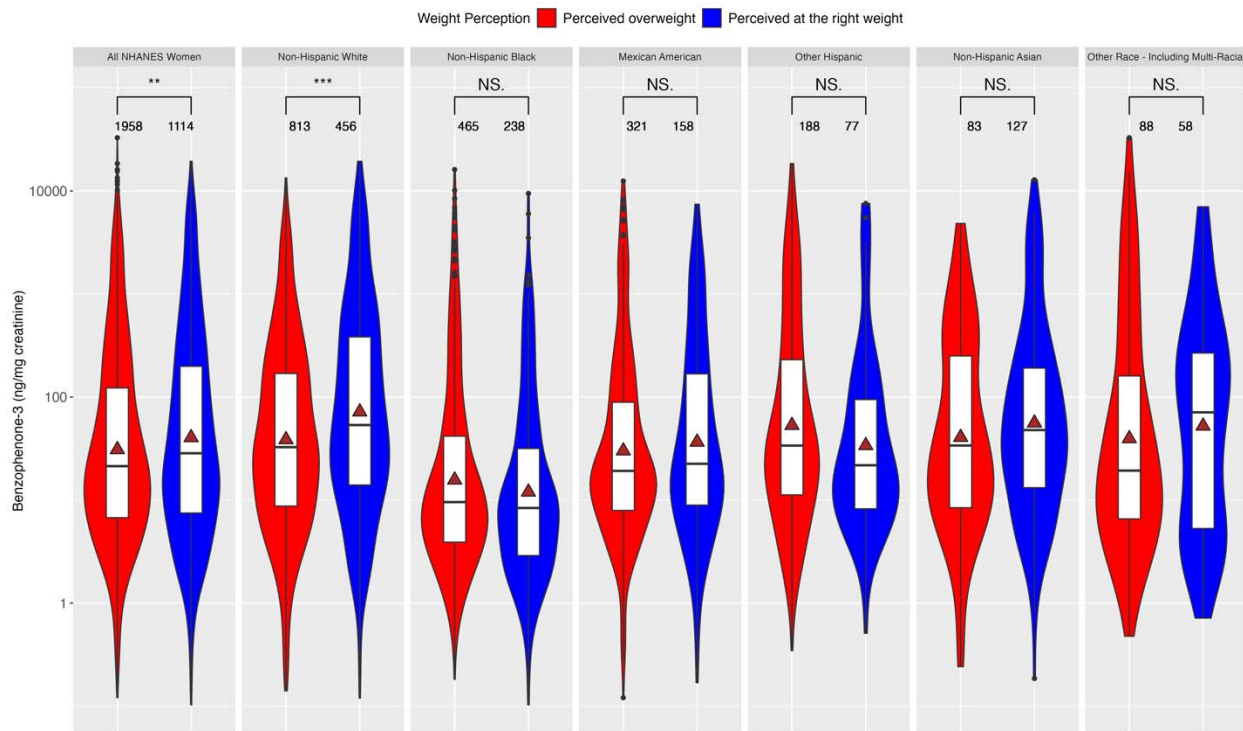 Weight Perception Perceived overweight Perceived at the right weight
All NHANES Women Non-Hispanic White Non-Hispanic Black Mexican American Other Hispanic Non-Hispanic Asian Other Race - Including Multi-Racia
** *** NS. NS. NS. NS. NS.
1958 1114 813 456 465 238 321 158 188 77 83 127 88 58
10000
100
1
Benzophenone-3 (ng/mg creatinine)